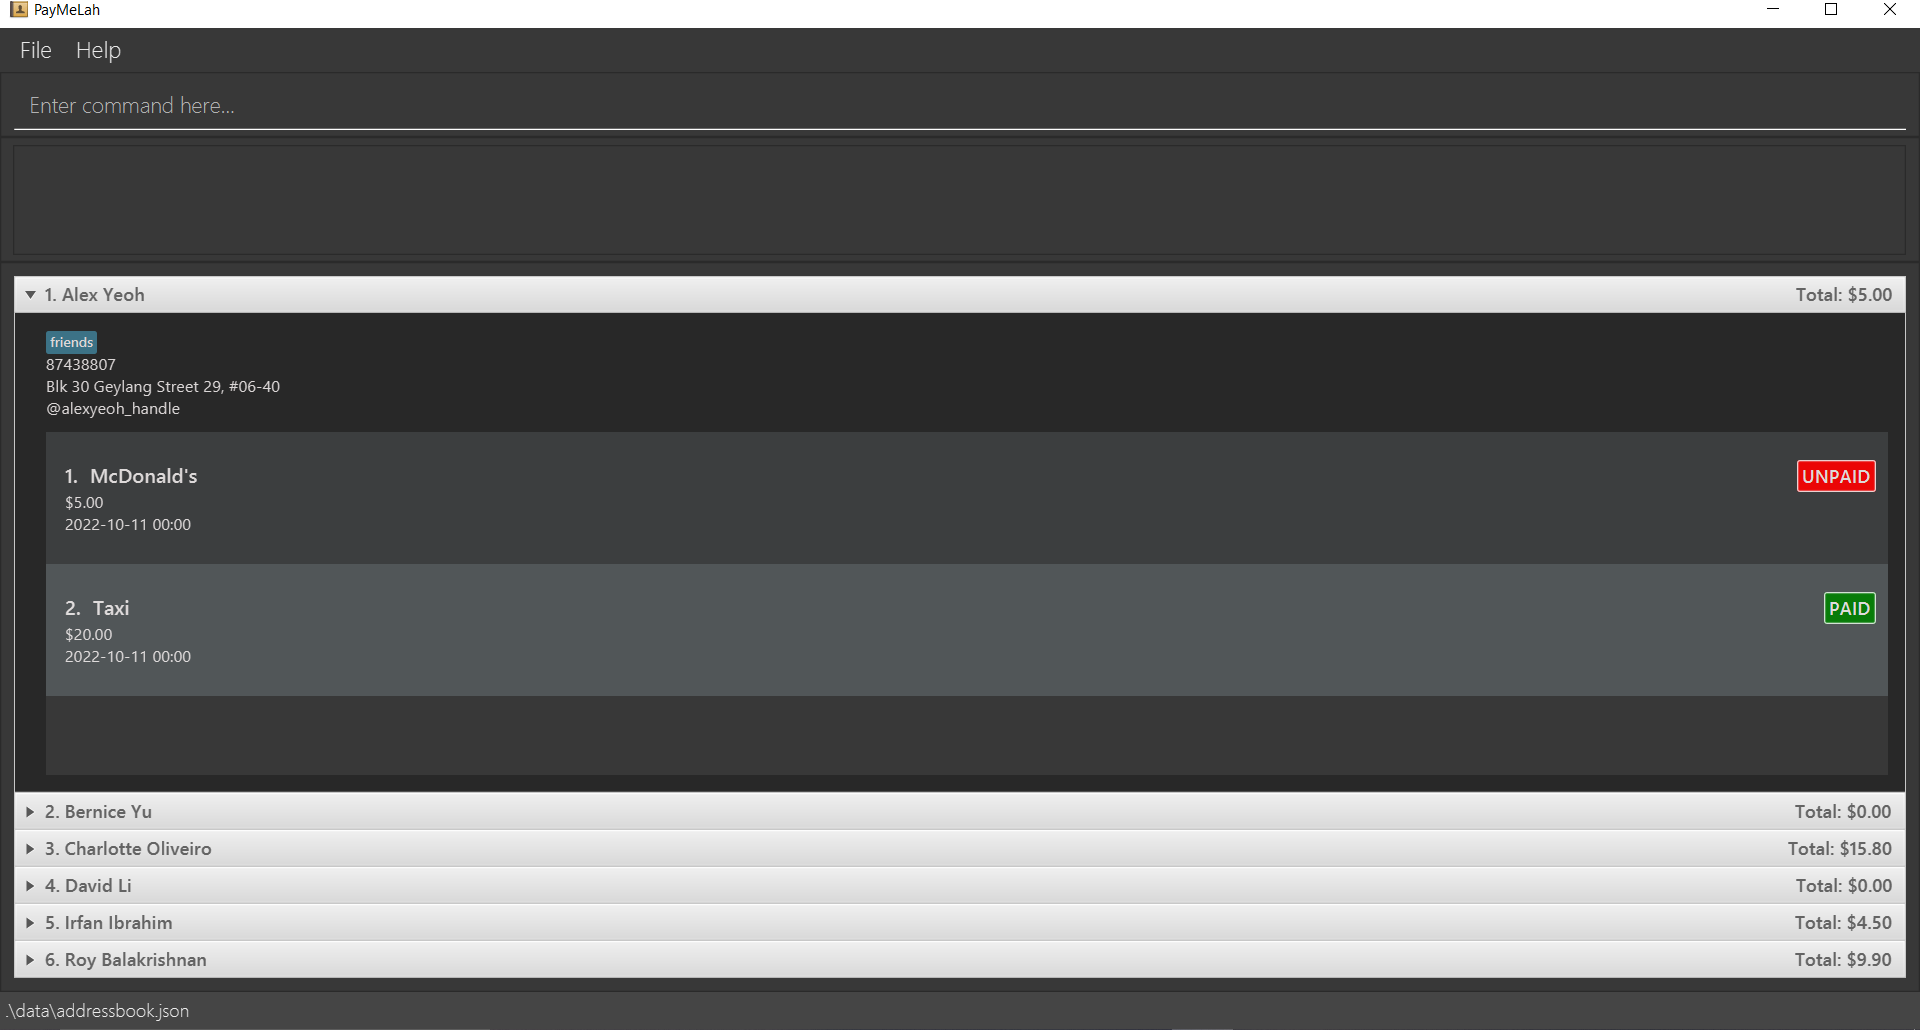 PayMeLah
File Help
Enter command here...
1. Alex Yeoh Total: $5.00
friends
87438807
Blk 30 Geylang Street 29, #06-40
@alexyeoh_handle
1. McDonald's UNPAID
$5.00
2022-10-11 00:00
2. Taxi PAID
$20.00
2022-10-11 00:00
2. Bernice Yu Total: $0.00
3. Charlotte Oliveiro Total: $15.80
4. David Li Total: $0.00
5. Irfan Ibrahim Total: $4.50
6. Roy Balakrishnan Total: $9.90
.\data\addressbook.json